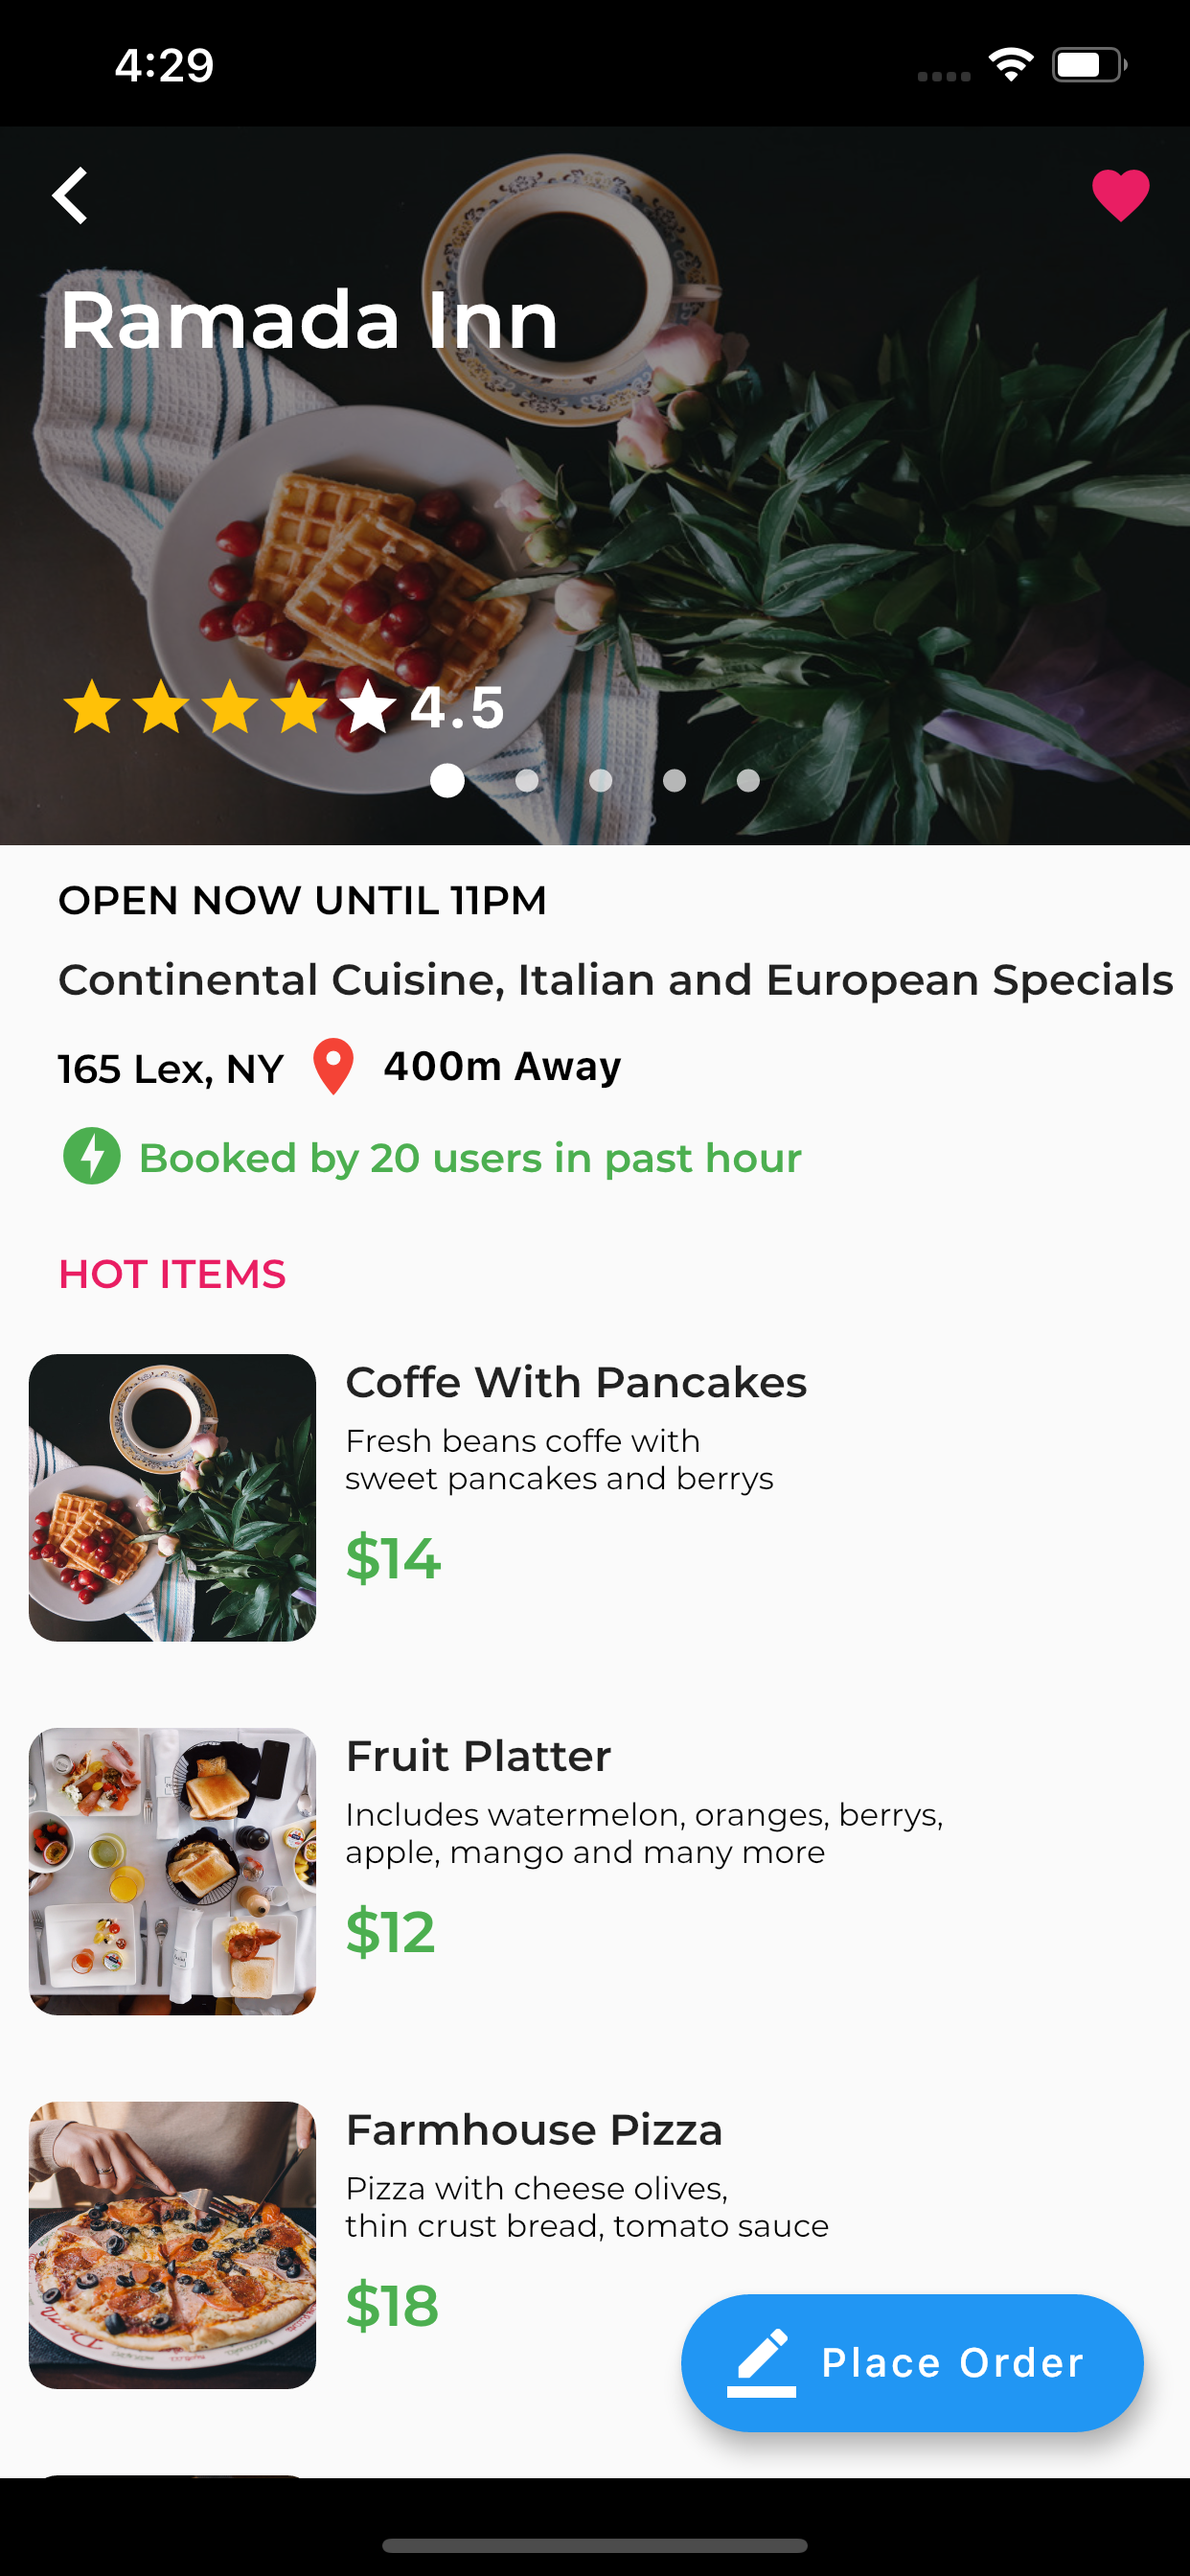 4:29
Ramada Inn
4.5
OPEN NOW UNTIL 11PM
Continental Cuisine, Italian and European Specials
165 Lex, NY 400m Away
Booked by 20 users in past hour
HOT ITEMS
Coffe With Pancakes
Fresh beans coffe with
sweet pancakes and berrys
$14
Fruit Platter
Includes watermelon, oranges, berrys,
apple, mango and many more
$12
Farmhouse Pizza
Pizza with cheese olives,
thin crust bread, tomato sauce
$18
Place Order